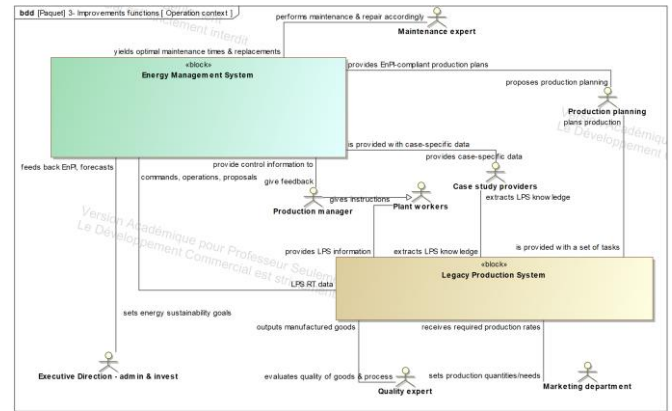 bdd [Paquet] 3- Improvements functions [ Operation context ]
performs maintenance & repair accordingly
Maintenance expert
yields optimal maintenance times & replacements
«block»
Energy Management System
provides EnPI-compliant production plans
proposes production planning
Production planning
plans production
is provided with case-specific data
provides case-specific data
Case study providers
extracts LPS knowledge
feeds back EnPI, forecasts
commands, operations, proposals
provide control information to
give feedback
Production manager
gives instructions
Plant workers
provides LPS information
extracts LPS knowledge
is provided with a set of tasks
«block»
Legacy Production System
LPS RT data
sets energy sustainability goals
outputs manufactured goods
receives required production rates
Executive Direction - admin & invest
evaluates quality of goods & process
Quality expert
sets production quantities/needs
Marketing department
Version Académique pour Professeur Seulement
Le Développement Commercial est strictement
interdit
Version Académique
Le Développement